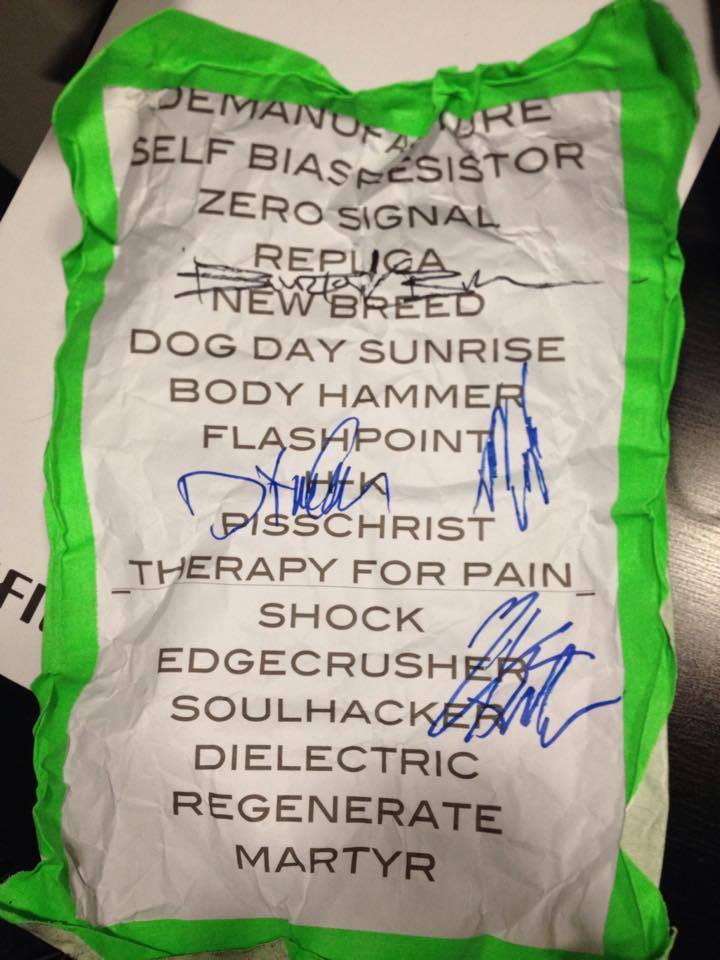 DEMANUFACTURE
SELF BIAS RESISTOR
ZERO SIGNAL
REPLICA
NEW BREED
DOG DAY SUNRISE
BODY HAMMER
FLASHPOINT
H-K
PISSCHRIST
THERAPY FOR PAIN
SHOCK
EDGECRUSHER
SOULHACKER
DIELECTRIC
REGENERATE
MARTYR